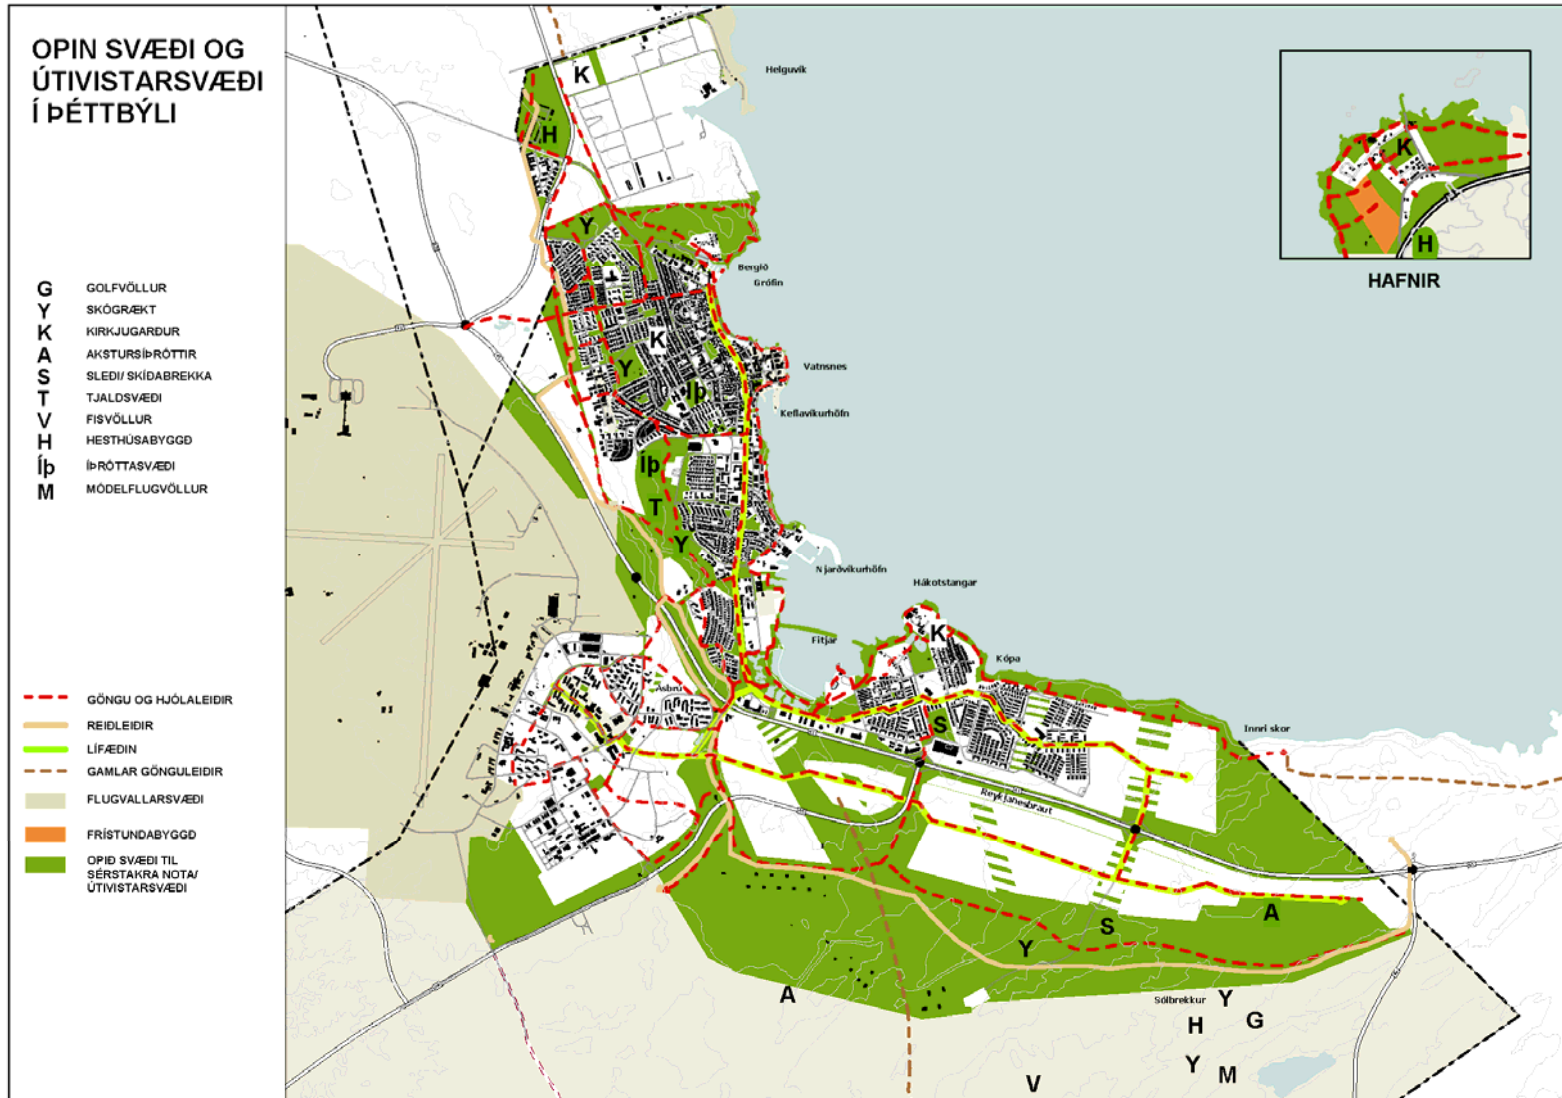 OPIN SVÆÐI OG
ÚTIVISTARSVÆÐI
Í ÞÉTTBÝLI
G GOLFVÖLLUR
Y SKÓGRÆKT
K KIRKJUGARÐUR
A AKSTURSÍÞRÓTTIR
S SLEÐI/ SKÍÐABREKKA
T TJALDSVÆÐI
V FISVÖLLUR
H HESTHÚSABYGGÐ
Íþ ÍÞRÓTTASVÆÐI
M MÓDELFLUGVÖLLUR
GÖNGU OG HJÓLALEIÐIR
REIÐLEIÐIR
LÍFÆÐIN
GAMLAR GÖNGULEIÐIR
FLUGVALLARSVÆÐI
FRÍSTUNDABYGGÐ
OPIÐ SVÆÐI TIL
SÉRSTAKRA NOTA/
ÚTIVISTARSVÆÐI
K
Helguvík
H
Y
Bergið
Grófin
K
Y
Vatnsnes
Íþ
Keflavíkurhöfn
Íþ
T
Y
Njarðvíkurhöfn
Hákotstangar
Fitjar
K
Kópa
Ásbrú
S
Innri skor
Reykjanesbraut
A
S
Y
A
Sólbrekkur
Y
H
G
Y
M
V
K
H
HAFNIR